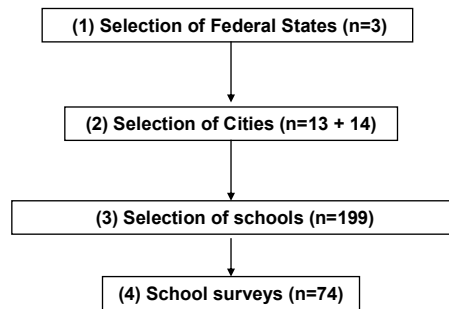 (1) Selection of Federal States (n=3)
(2) Selection of Cities (n=13 + 14)
(3) Selection of schools (n=199)
(4) School surveys (n=74)